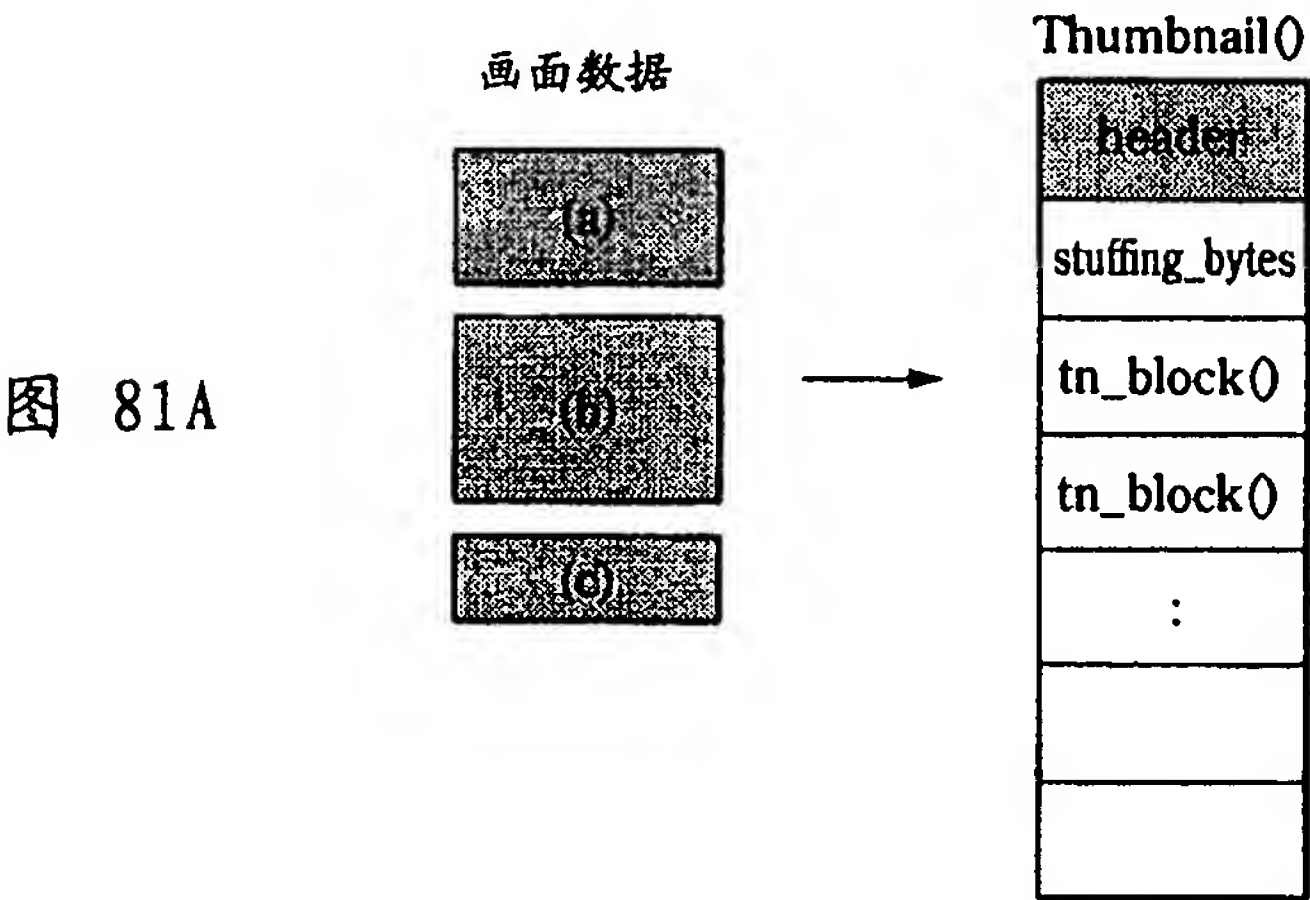 画面数据
(a)
(b)
(c)
图 81A
Thumbnail()
header
stuffing_bytes
tn_block()
tn_block()
: